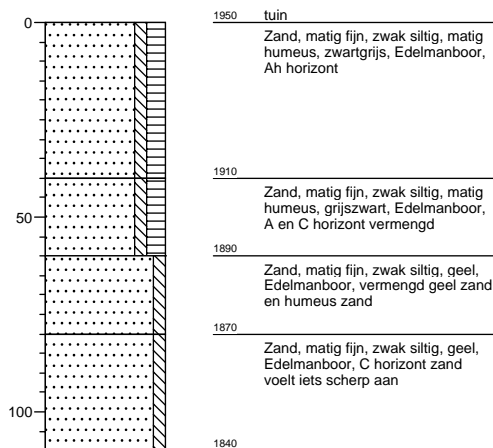 0
50
100
1950 tuin
Zand, matig fijn, zwak siltig, matig
humeus, zwartgrijs, Edelmanboor,
Ah horizont
1910
Zand, matig fijn, zwak siltig, matig
humeus, grijszwart, Edelmanboor,
A en C horizont vermengd
1890
Zand, matig fijn, zwak siltig, geel,
Edelmanboor, vermengd geel zand
en humeus zand
1870
Zand, matig fijn, zwak siltig, geel,
Edelmanboor, C horizont zand
voelt iets scherp aan
1840